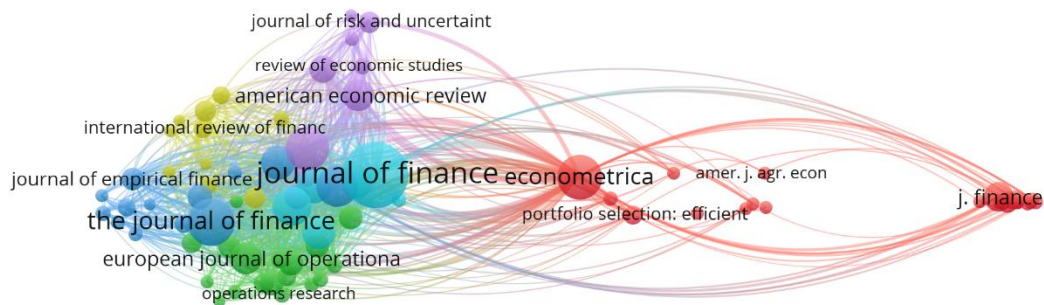 journal of risk and uncertaint
review of economic studies
american economic review
international review of financ
journal of empirical finance
journal of finance
econometrica
amer. j. agr. econ
the journal of finance
portfolio selection: efficient
j. finance
european journal of operationa
operations research